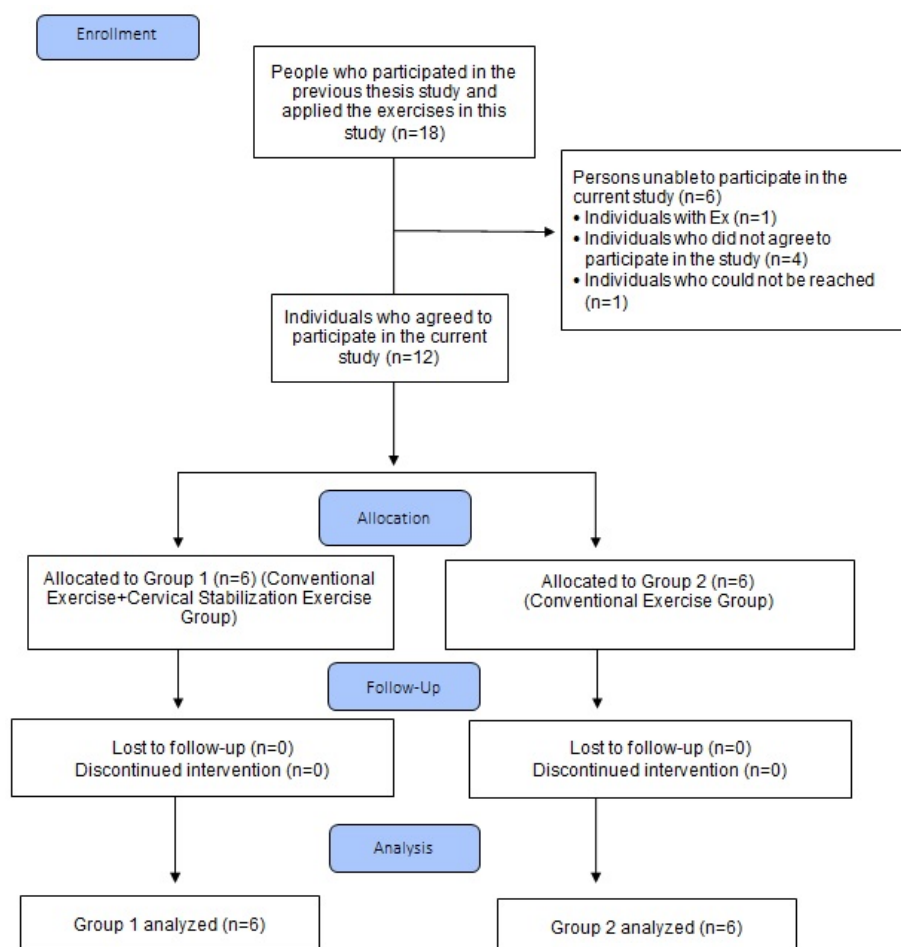 Enrollment
People who participated in the
previous thesis study and
applied the exercises in this
study (n=18)
Persons unable to participate in the
current study (n=6)
• Individuals with Ex (n=1)
• Individuals who did not agree to
participate in the study (n=4)
• Individuals who could not be reached
(n=1)
Individuals who agreed to
participate in the current
study (n=12)
Allocation
Allocated to Group 1 (n=6) (Conventional
Exercise+Cervical Stabilization Exercise
Group)
Allocated to Group 2 (n=6)
(Conventional Exercise Group)
Follow-Up
Lost to follow-up (n=0)
Discontinued intervention (n=0)
Lost to follow-up (n=0)
Discontinued intervention (n=0)
Analysis
Group 1 analyzed (n=6)
Group 2 analyzed (n=6)